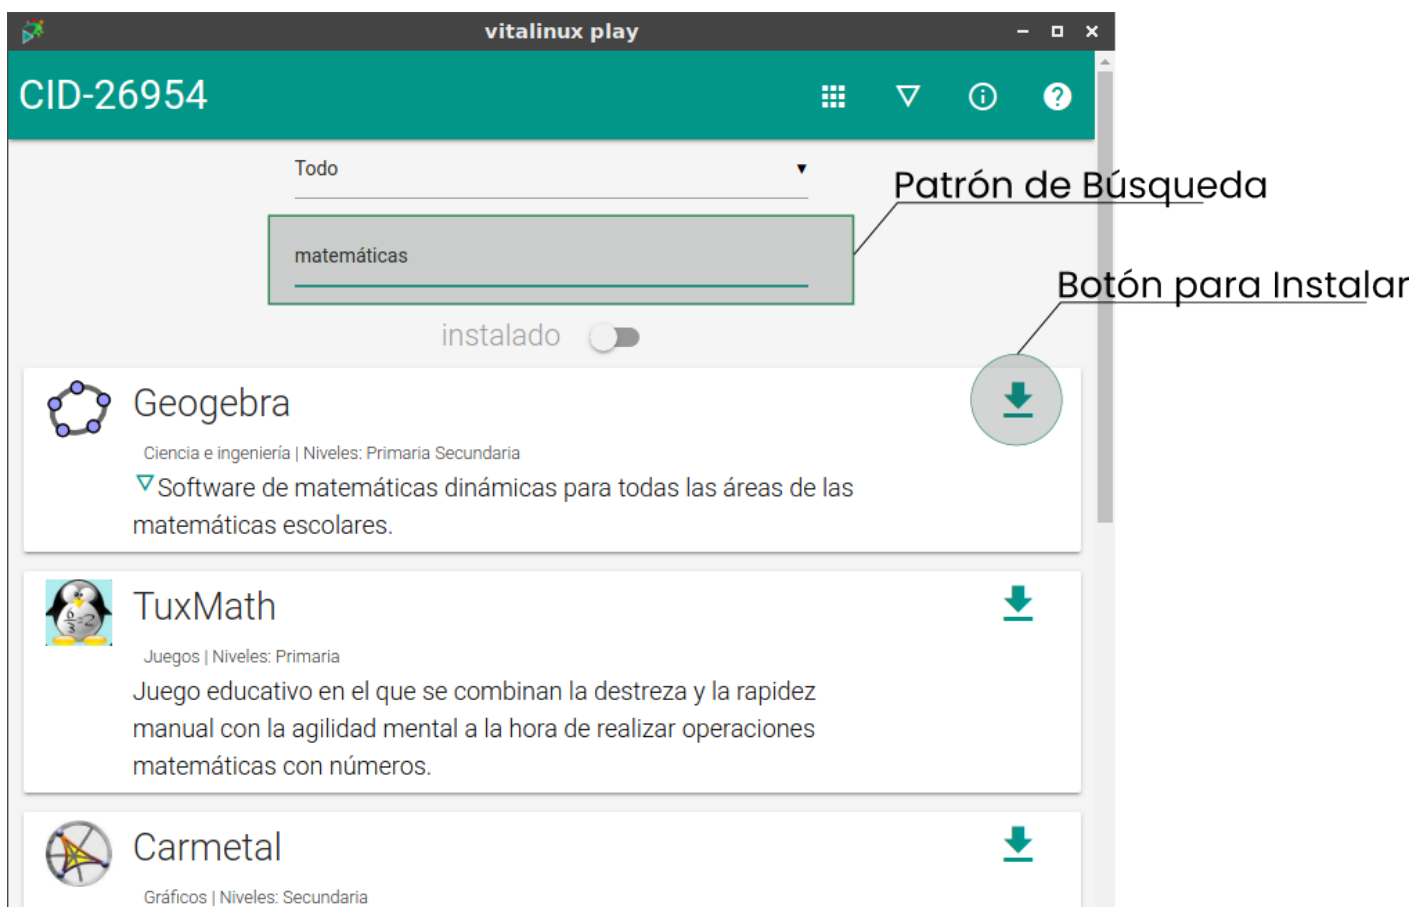 vitalinux play
CID-26954
Todo
Patrón de Búsqueda
matemáticas
Botón para Instalar
instalado
Geogebra
Ciencia e ingeniería | Niveles: Primaria Secundaria
Software de matemáticas dinámicas para todas las áreas de las
matemáticas escolares.
TuxMath
Juegos | Niveles: Primaria
Juego educativo en el que se combinan la destreza y la rapidez
manual con la agilidad mental a la hora de realizar operaciones
matemáticas con números.
Carmetal
Gráficos | Niveles: Secundaria